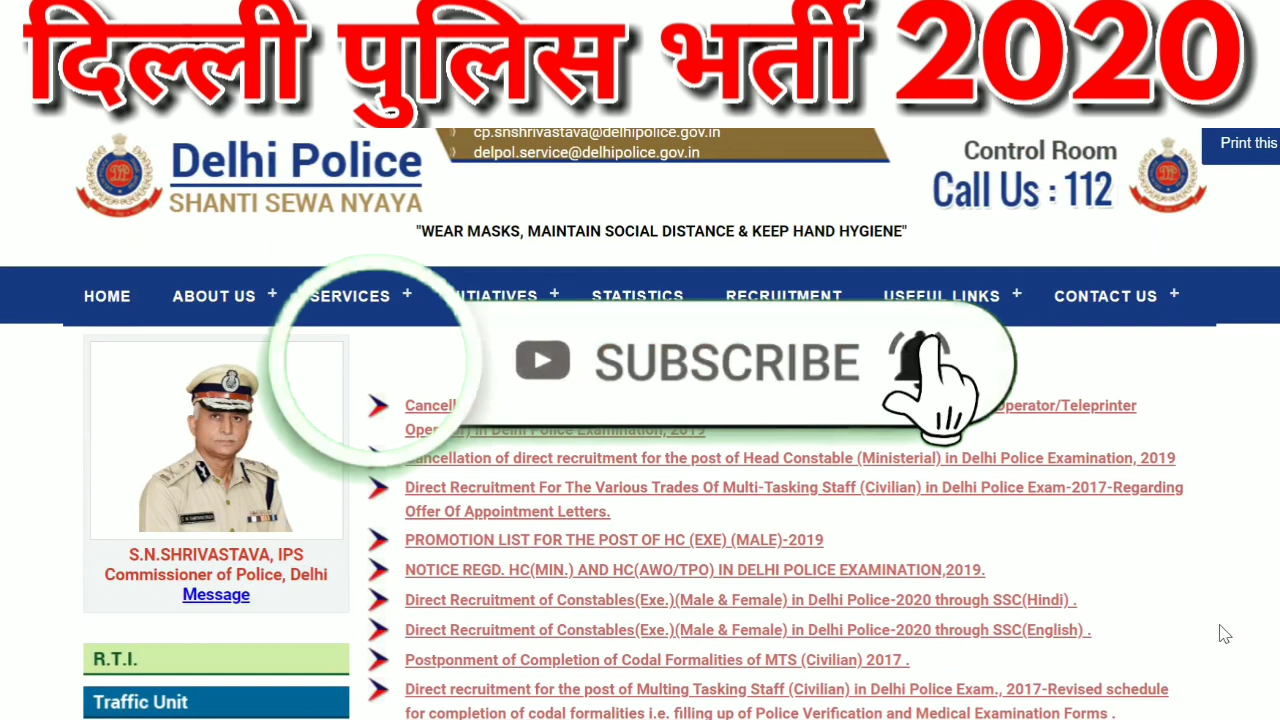 दिल्ली पुलिस भर्ती 2020
cp.snshrivastava@delhipolice.gov.in
delpol.service@delhipolice.gov.in
Print this
Delhi Police
SHANTI SEWA NYAYA
Control Room
Call Us : 112
"WEAR MASKS, MAINTAIN SOCIAL DISTANCE & KEEP HAND HYGIENE"
HOME ABOUT US + SERVICES + INITIATIVES + STATISTICS RECRUITMENT USEFUL LINKS + CONTACT US +
SUBSCRIBE
Operator/Teleprinter
in Delhi Police Examination, 2019
Cancellation of direct recruitment for the post of Head Constable (Ministerial) in Delhi Police Examination, 2019
Direct Recruitment For The Various Trades Of Multi-Tasking Staff (Civilian) in Delhi Police Exam-2017-Regarding
Offer Of Appointment Letters.
PROMOTION LIST FOR THE POST OF HC (EXE) (MALE)-2019
NOTICE REGD. HC(MIN.) AND HC(AWO/TPO) IN DELHI POLICE EXAMINATION,2019.
Direct Recruitment of Constables(Exe.)(Male & Female) in Delhi Police-2020 through SSC(Hindi) .
Direct Recruitment of Constables(Exe.)(Male & Female) in Delhi Police-2020 through SSC(English) .
Postponment of Completion of Codal Formalities of MTS (Civilian) 2017 .
Direct recruitment for the post of Multing Tasking Staff (Civilian) in Delhi Police Exam., 2017-Revised schedule
for completion of codal formalities i.e. filling up of Police Verification and Medical Examination Forms .
S.N.SHRIVASTAVA, IPS
Commissioner of Police, Delhi
Message
R.T.I.
Traffic Unit